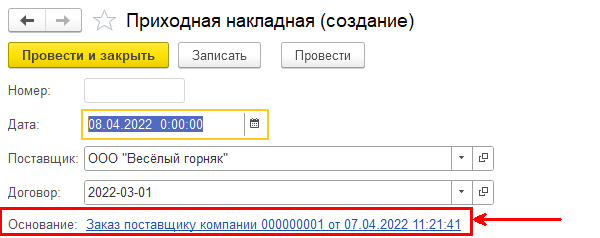 Приходная накладная (создание)
Провести и закрыть Записать Провести
Номер:
Дата: 08.04.2022 0:00:00
Поставщик: ООО "Весёлый горняк"
Договор: 2022-03-01
Основание: Заказ поставщику компании 000000001 от 07.04.2022 11:21:41